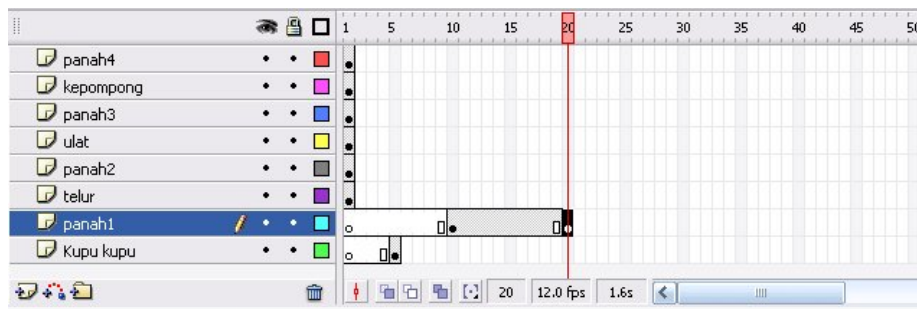 1 5 10 15 20 25 30 35 40 45 50
panah4
kepompong
panah3
ulat
panah2
telur
panah1
Kupu kupu
20 12.0 fps 1.6s